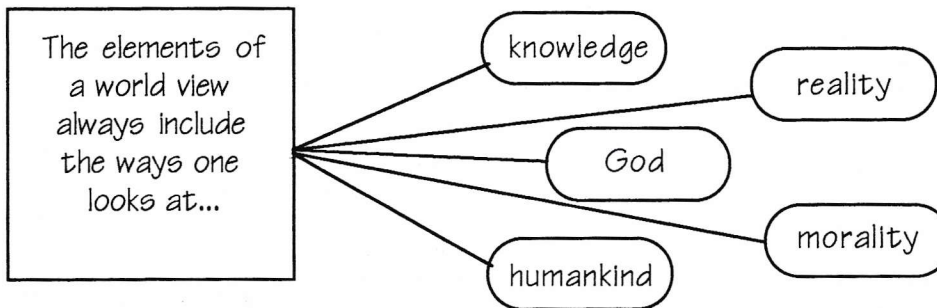 The elements of
a world view
always include
the ways one
looks at...
knowledge
reality
God
morality
humankind